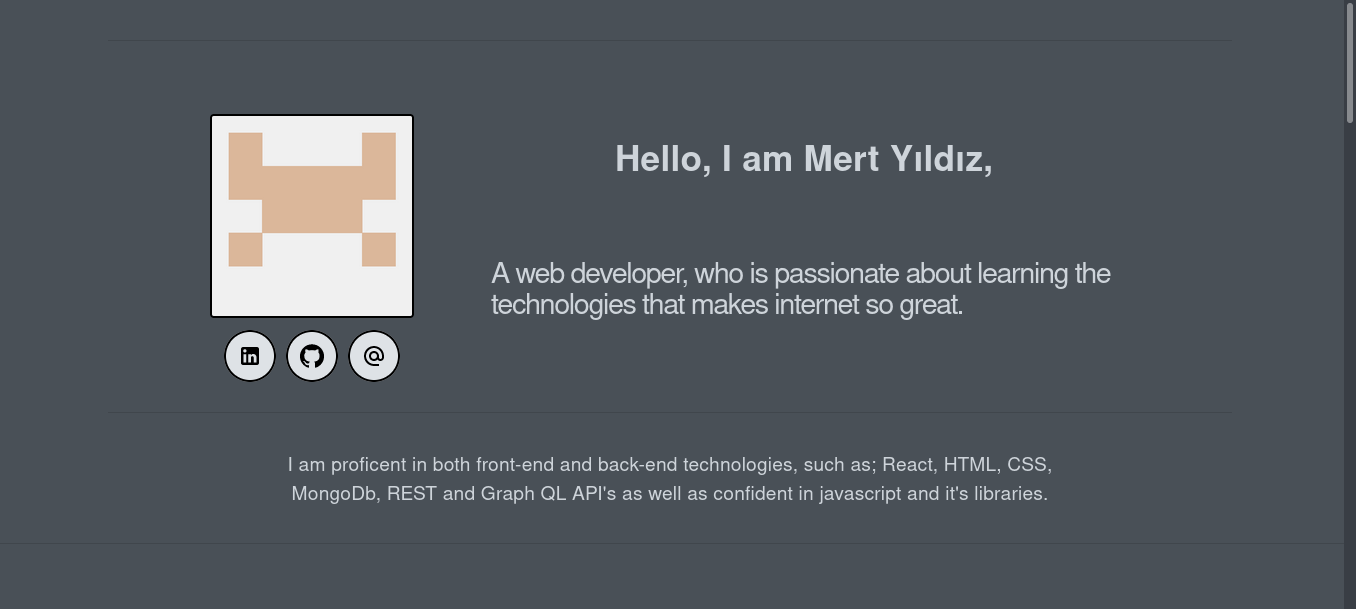 Hello, I am Mert Yıldız,
A web developer, who is passionate about learning the
technologies that makes internet so great.
I am proficent in both front-end and back-end technologies, such as; React, HTML, CSS,
MongoDb, REST and Graph QL API's as well as confident in javascript and it's libraries.